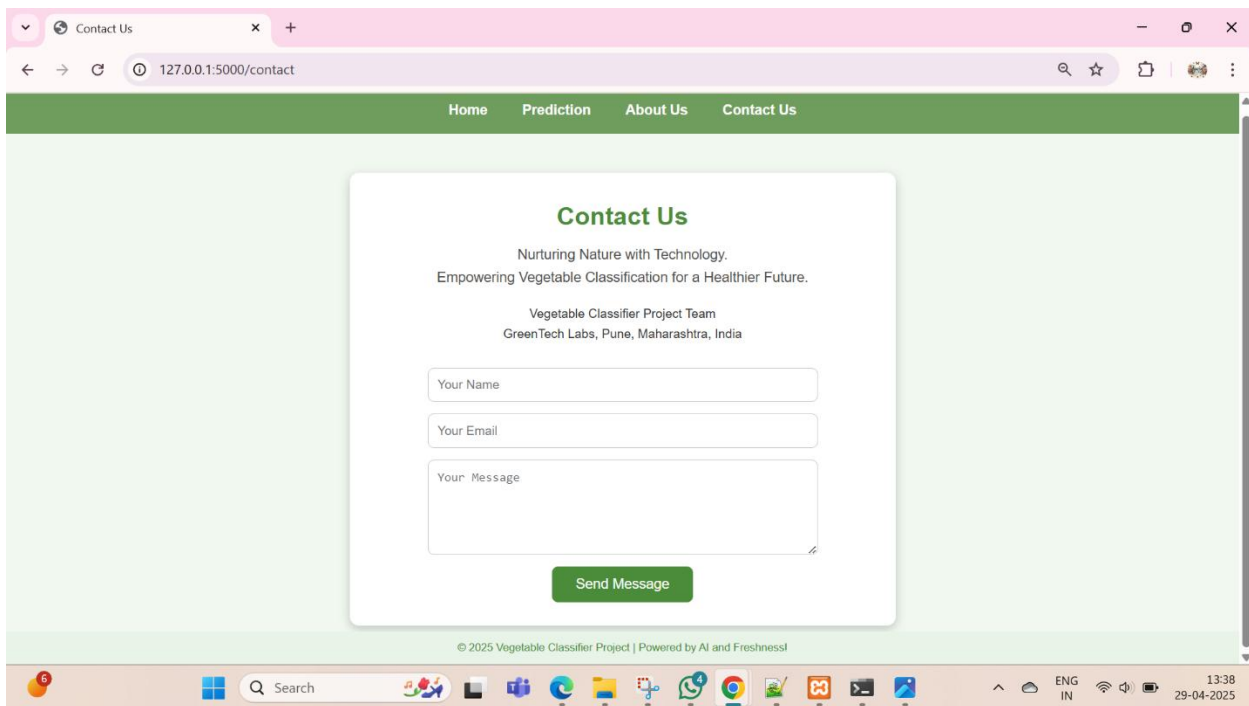 Contact Us
127.0.0.1:5000/contact
Home Prediction About Us Contact Us
Contact Us
Nurturing Nature with Technology.
Empowering Vegetable Classification for a Healthier Future.
Vegetable Classifier Project Team
GreenTech Labs, Pune, Maharashtra, India
Your Name
Your Email
Your Message
Send Message
© 2025 Vegetable Classifier Project | Powered by AI and Freshness!
6
Search
4
ENG
IN
13:38
29-04-2025